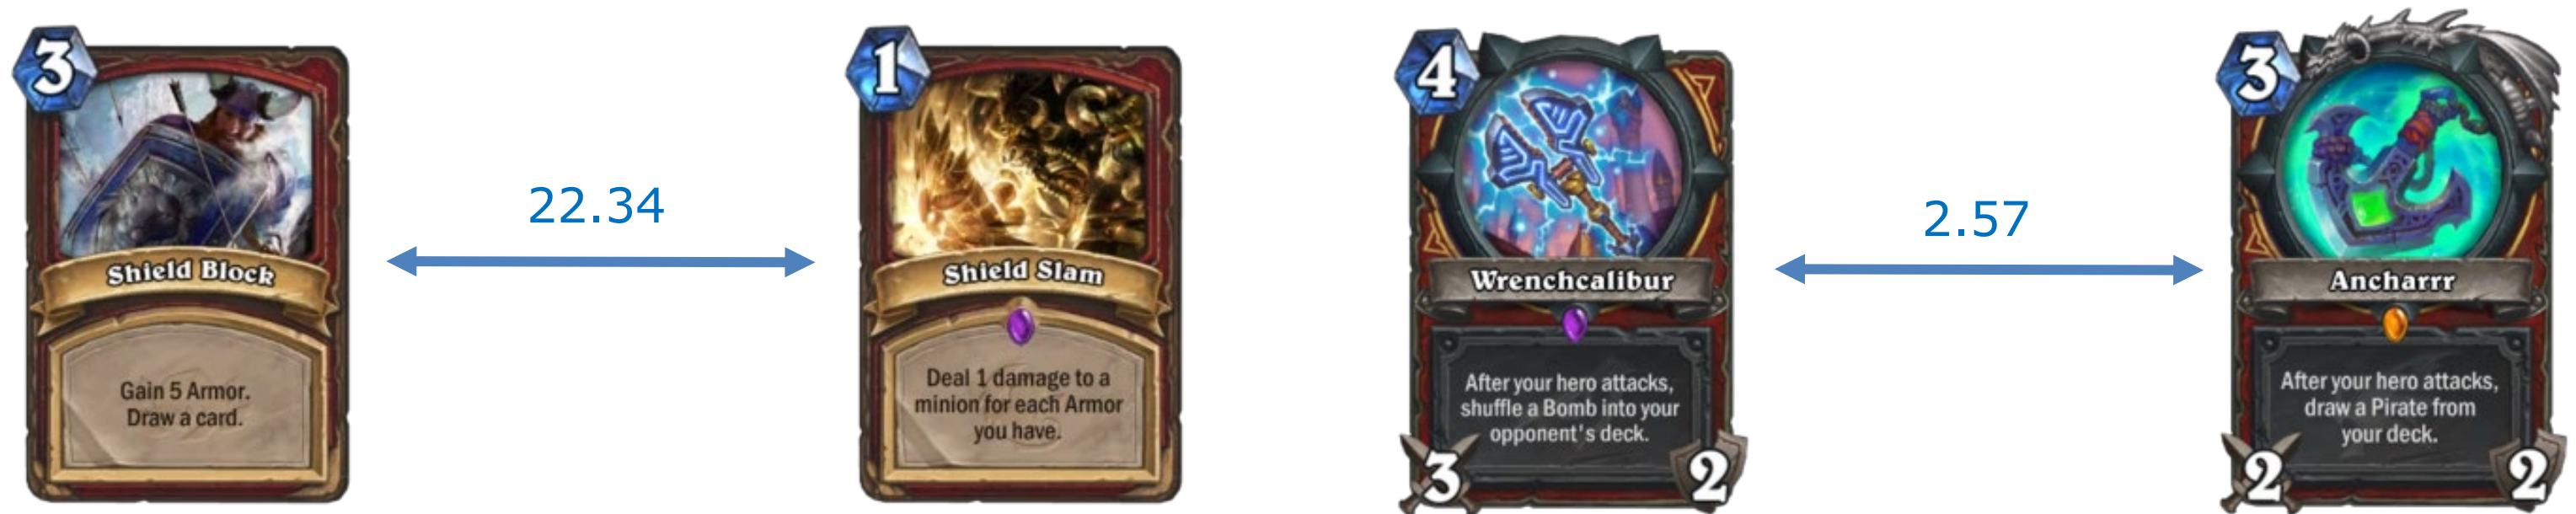 3
Shield Block
Gain 5 Armor.
Draw a card.
22.34
1
Shield Slam
Deal 1 damage to a
minion for each Armor
you have.
4
Wrenchcalibur
After your hero attacks,
shuffle a Bomb into your
opponent's deck.
3
2
2.57
3
Ancharrr
After your hero attacks,
draw a Pirate from
your deck.
2
2